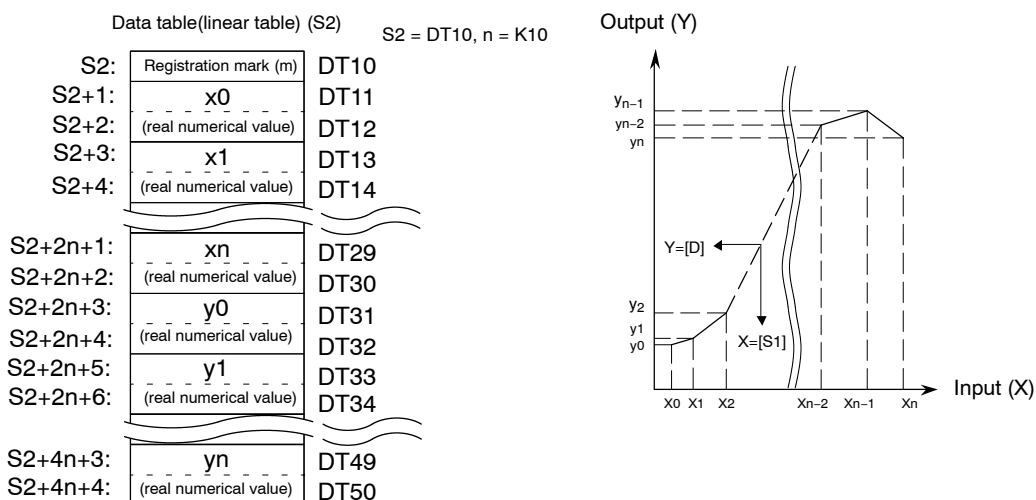 Data table(linear table) (S2)
S2 = DT10, n = K10
S2: Registration mark (m) DT10
S2+1: x0 DT11
S2+2: (real numerical value) DT12
S2+3: x1 DT13
S2+4: (real numerical value) DT14
S2+2n+1: xn DT29
S2+2n+2: (real numerical value) DT30
S2+2n+3: y0 DT31
S2+2n+4: (real numerical value) DT32
S2+2n+5: y1 DT33
S2+2n+6: (real numerical value) DT34
S2+4n+3: yn DT49
S2+4n+4: (real numerical value) DT50
Output (Y)
yn−1
yn−2
yn
Y=[D]
X=[S1]
y2
y1
y0
X0 X1 X2 Xn−2 Xn−1 Xn
Input (X)